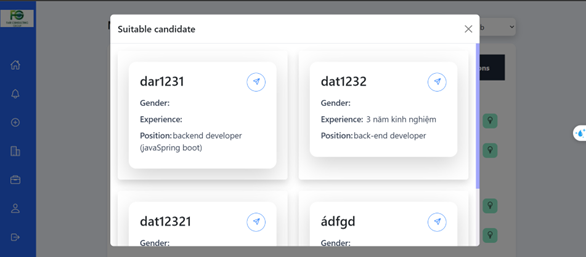 Suitable candidate
dar1231
Gender:
Experience:
Position:backend developer
(javaSpring boot)
dat1232
Gender:
Experience: 3 năm kinh nghiệm
Position:back-end developer
dat12321
Gender:
ádfgd
Gender: